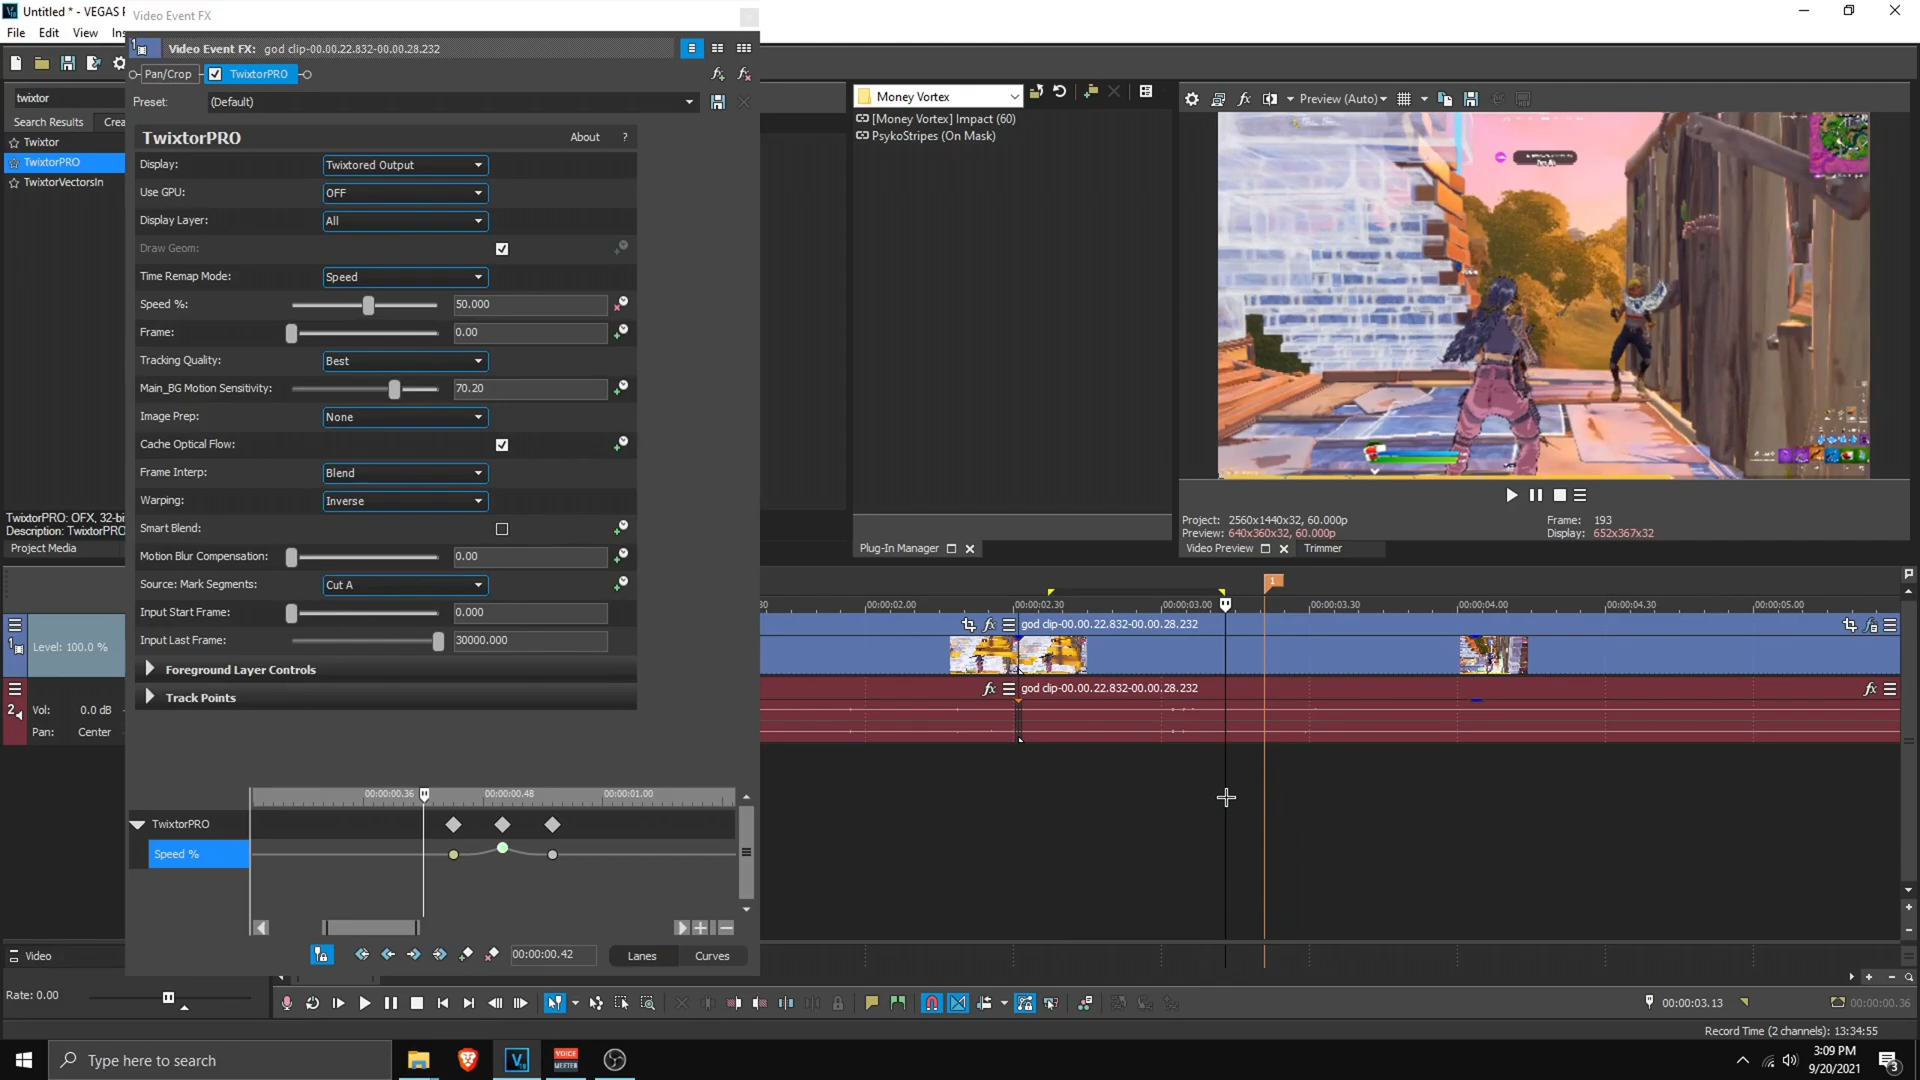 Untitled * - VEGAS P
Video Event FX
File Edit View Ins
Video Event FX: god clip-00.00.22.832-00.00.28.232
Pan/Crop TwixtorPRO
Preset: (Default)
twixtor
Search Results Crea
Twixtor
TwixtorPRO
TwixtorVectorsIn
TwixtorPRO About ?
Display: Twixtored Output
Use GPU: OFF
Display Layer: All
Draw Geom:
Time Remap Mode: Speed
Speed %: 50.000
Frame: 0.00
Tracking Quality: Best
Main_BG Motion Sensitivity: 70.20
Image Prep: None
Cache Optical Flow:
Frame Interp: Blend
Warping: Inverse
Smart Blend:
Motion Blur Compensation: 0.00
Source: Mark Segments: Cut A
Input Start Frame: 0.000
Input Last Frame: 30000.000
Foreground Layer Controls
Track Points
TwixtorPRO: OFX, 32-bi
Description: TwixtorPRO
Project Media
Money Vortex
[Money Vortex] Impact (60)
PsykoStripes (On Mask)
Plug-In Manager
Preview (Auto)
Project: 2560x1440x32, 60.000p Frame: 193
Preview: 640x360x32, 60.000p Display: 652x367x32
Video Preview Trimmer
1
30 00:00:02.00 00:00:02.30 00:00:03.00 00:00:03.30 00:00:04.00 00:00:04.30 00:00:05.00
1 Level: 100.0 %
god clip-00.00.22.832-00.00.28.232
god clip-00.00.22.832-00.00.28.232
2 Vol: 0.0 dB
Pan: Center
00:00:00.36 00:00:00.48 00:00:01.00
TwixtorPRO
Speed %
00:00:00.42 Lanes Curves
Video
Rate: 0.00
00:00:03.13 00:00:00.36
Record Time (2 channels): 13:34:55
Type here to search
VOICE
MEETER
3:09 PM
9/20/2021
3